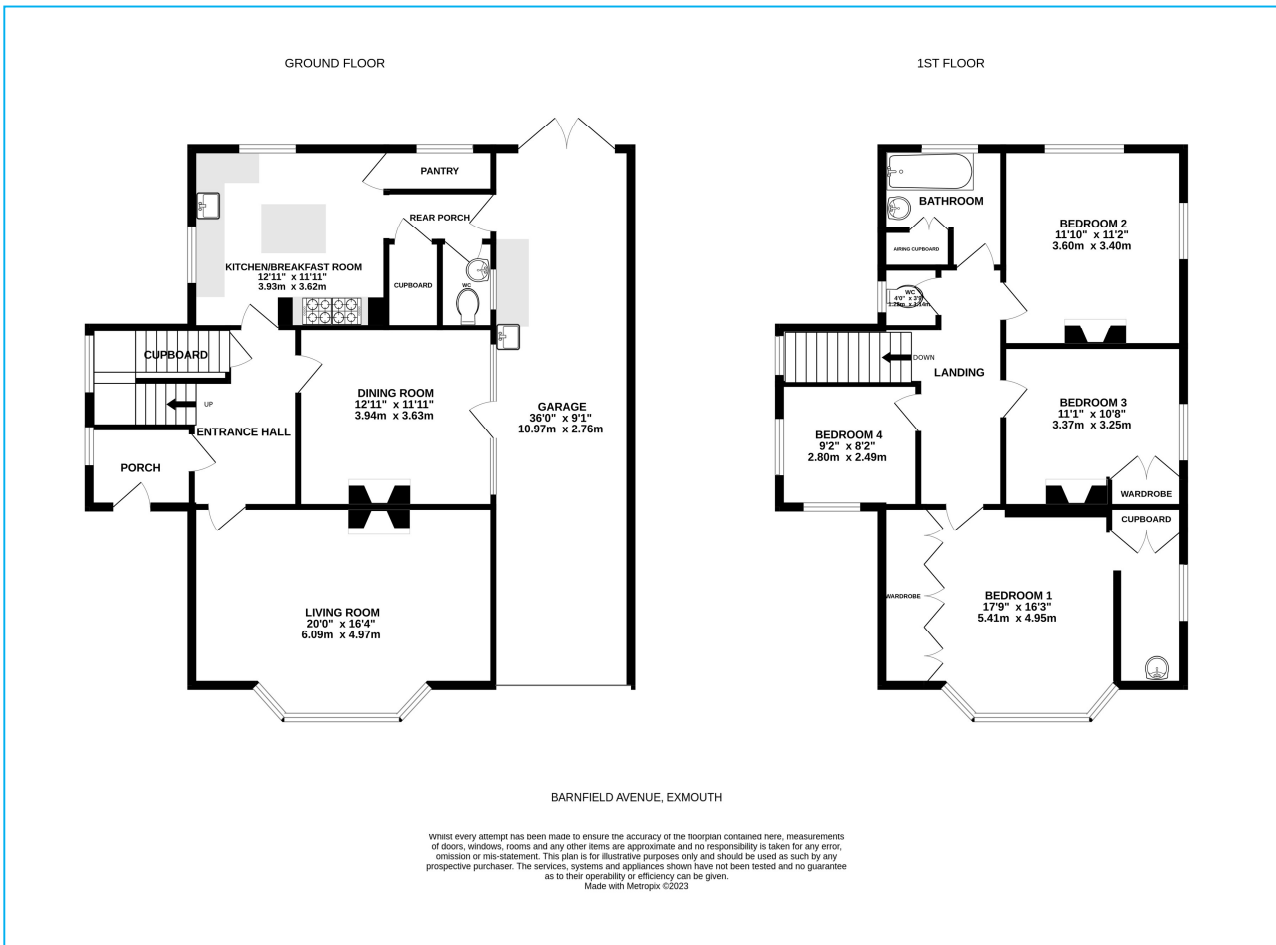 GROUND FLOOR
PANTRY
REAR PORCH
KITCHEN/BREAKFAST ROOM
12'11" x 11'11"
3.93m x 3.62m
CUPBOARD
WC
CUPBOARD
UP
ENTRANCE HALL
PORCH
DINING ROOM
12'11" x 11'11"
3.94m x 3.63m
GARAGE
36'0" x 9'1"
10.97m x 2.76m
LIVING ROOM
20'0" x 16'4"
6.09m x 4.97m
1ST FLOOR
BATHROOM
AIRING CUPBOARD
BEDROOM 2
11'10" x 11'2"
3.60m x 3.40m
WC
4'0" x
DOWN
LANDING
BEDROOM 3
11'1" x 10'8"
3.37m x 3.25m
BEDROOM 4
9'2" x 8'2"
2.80m x 2.49m
WARDROBE
CUPBOARD
WARDROBE
BEDROOM 1
17'9" x 16'3"
5.41m x 4.95m
BARNFIELD AVENUE, EXMOUTH
Whilst every attempt has been made to ensure the accuracy of the floorplan contained here, measurements
of doors, windows, rooms and any other items are approximate and no responsibility is taken for any error,
omission or mis-statement. This plan is for illustrative purposes only and should be used as such by any
prospective purchaser. The services, systems and appliances shown have not been tested and no guarantee
as to their operability or efficiency can be given.
Made with Metropix ©2023